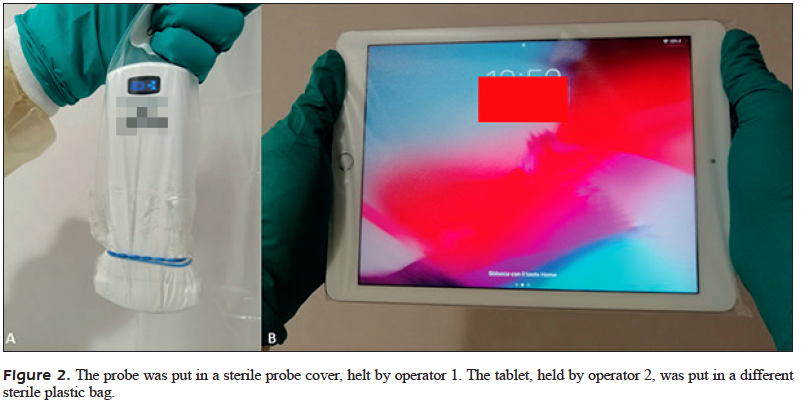 Sblocca con il tasto Home
A
B
Figure 2. The probe was put in a sterile probe cover, helt by operator 1. The tablet, held by operator 2, was put in a different
sterile plastic bag.